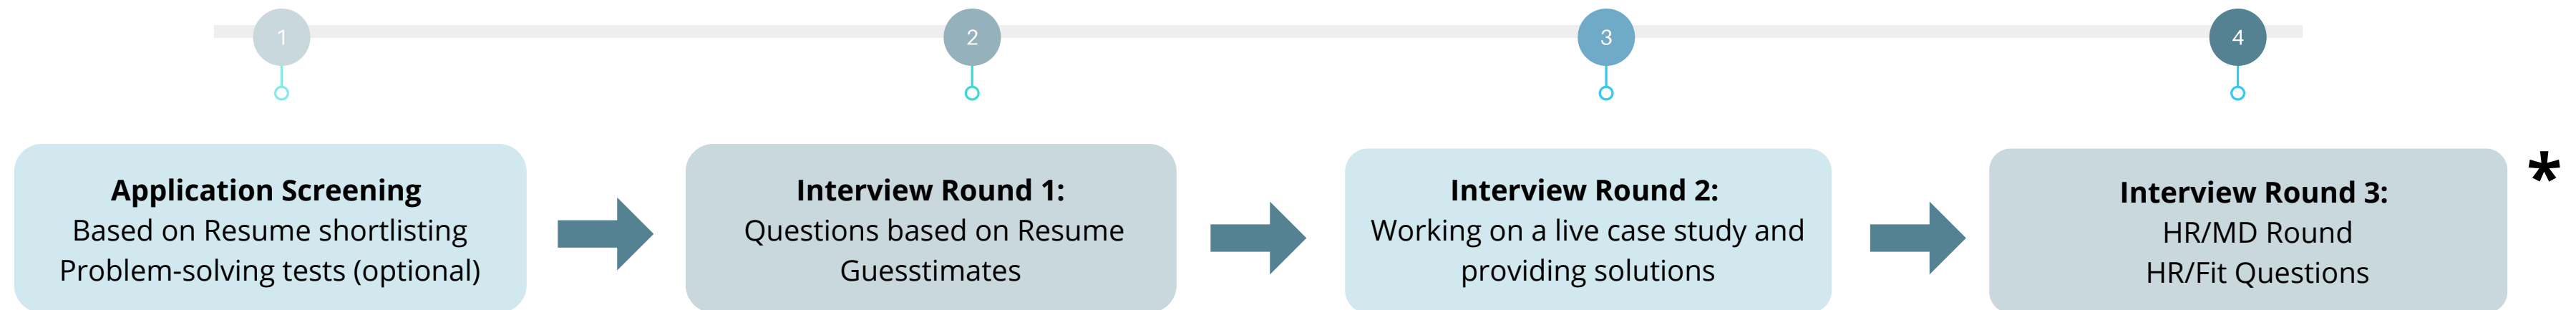 1
2
3
4
Application Screening
Based on Resume shortlisting
Problem-solving tests (optional)
Interview Round 1:
Questions based on Resume
Guesstimates
Interview Round 2:
Working on a live case study and
providing solutions
Interview Round 3:
HR/MD Round
HR/Fit Questions
*